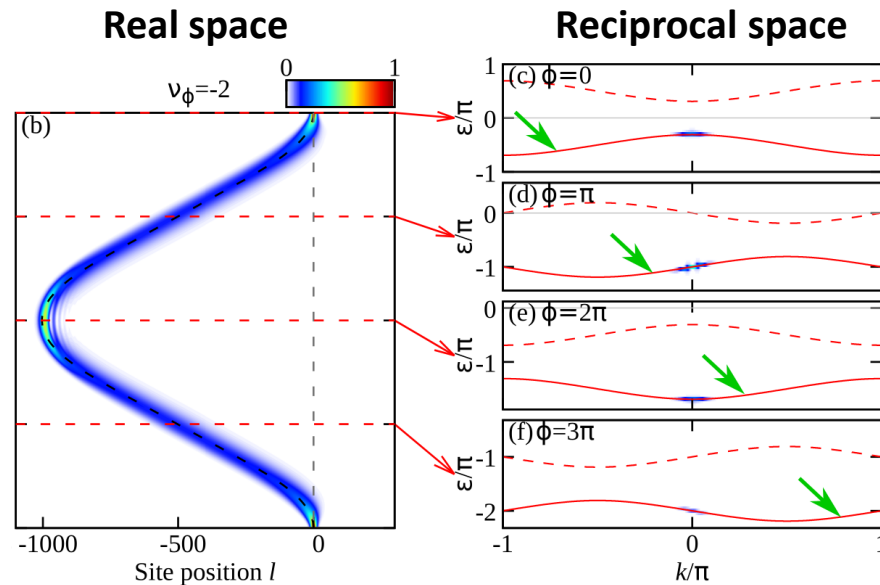 Real space
Reciprocal space
νϕ=-2
0 1
(b)
-1000 -500 0
Site position l
(c) ϕ=0
1
0
-1
ε/π
(d) ϕ=π
0
-1
ε/π
(e) ϕ=2π
0
-1
ε/π
(f) ϕ=3π
-1
-2
ε/π
-1 0 1
k/π